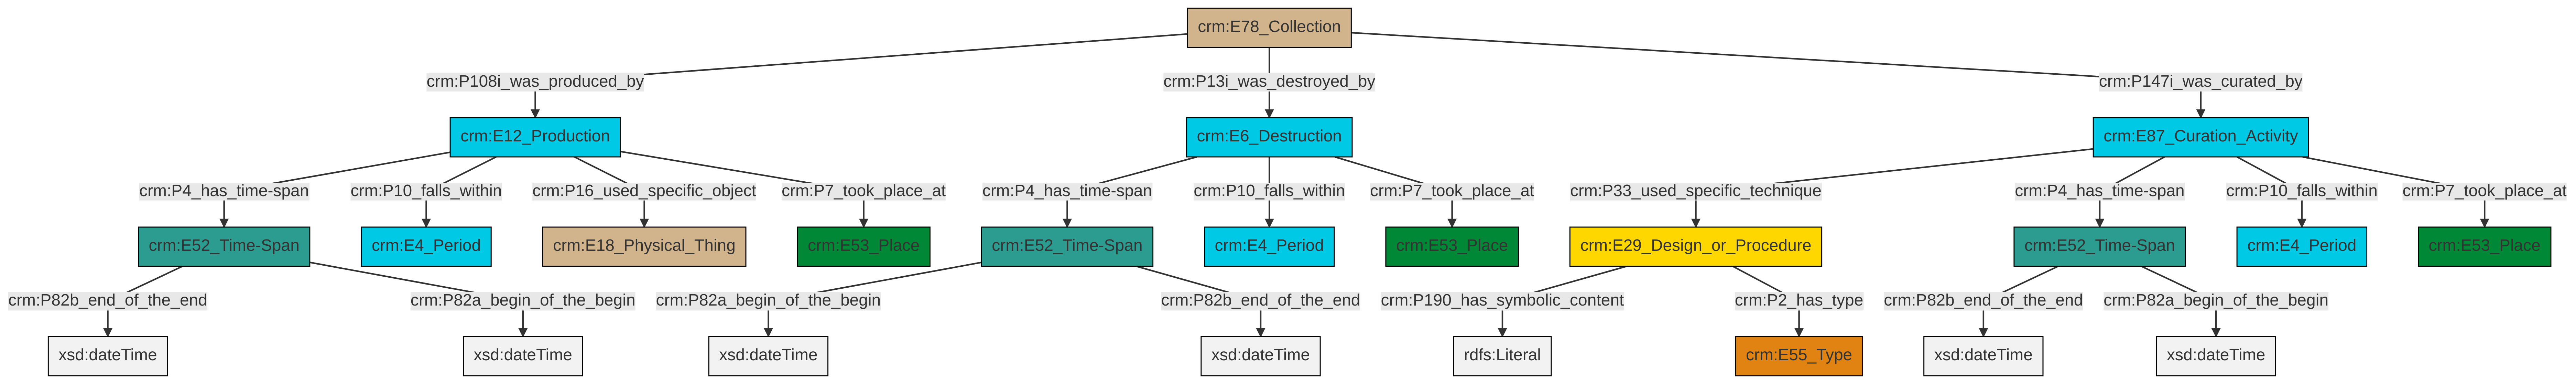 crm:E78_Collection
crm:P108i_was_produced_by
crm:P13i_was_destroyed_by
crm:P147i_was_curated_by
crm:E12_Production
crm:E6_Destruction
crm:E87_Curation_Activity
crm:P4_has_time-span
crm:P10_falls_within
crm:P16_used_specific_object
crm:P7_took_place_at
crm:P4_has_time-span
crm:P10_falls_within
crm:P7_took_place_at
crm:P33_used_specific_technique
crm:P4_has_time-span
crm:P10_falls_within
crm:P7_took_place_at
crm:E52_Time-Span
crm:E4_Period
crm:E18_Physical_Thing
crm:E53_Place
crm:E52_Time-Span
crm:E4_Period
crm:E53_Place
crm:E29_Design_or_Procedure
crm:E52_Time-Span
crm:E4_Period
crm:E53_Place
crm:P82b_end_of_the_end
crm:P82a_begin_of_the_begin
crm:P82a_begin_of_the_begin
crm:P82b_end_of_the_end
crm:P190_has_symbolic_content
crm:P2_has_type
crm:P82b_end_of_the_end
crm:P82a_begin_of_the_begin
xsd:dateTime
xsd:dateTime
xsd:dateTime
xsd:dateTime
rdfs:Literal
crm:E55_Type
xsd:dateTime
xsd:dateTime